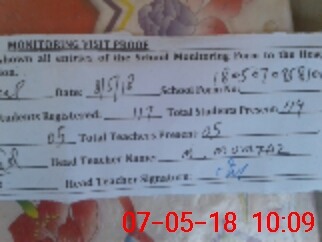 MONITORING VISIT PROOF
shown all entries of the School Monitoring Form to the Hea
on.
Date: 8/5/18 School Form No.
Students Registered: 117 Total Students Present: 114
05 Total Teachers Present: 05
Head Teacher Name: M. MUMTAZ
Head Teacher Signature:
07-05-18 10:09